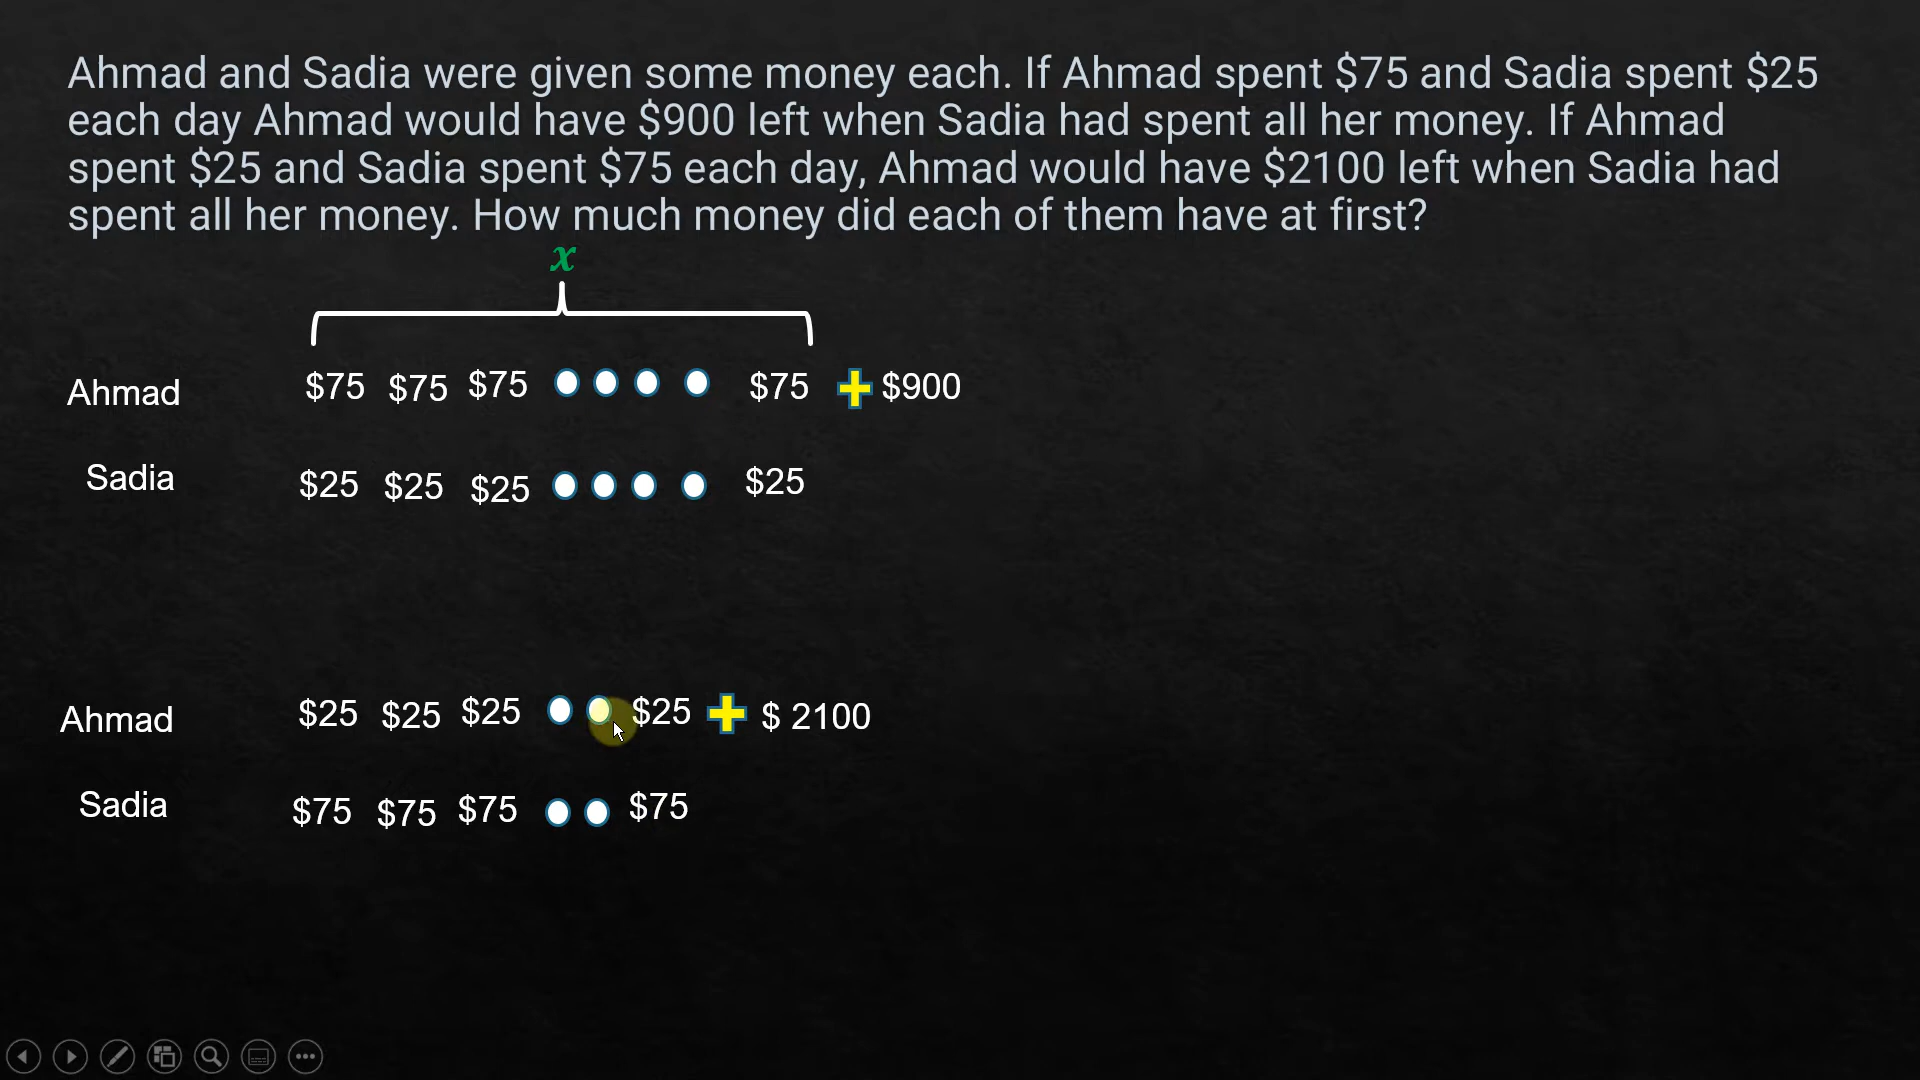 Ahmad and Sadia were given some money each. If Ahmad spent $75 and Sadia spent $25
each day Ahmad would have $900 left when Sadia had spent all her money. If Ahmad
spent $25 and Sadia spent $75 each day, Ahmad would have $2100 left when Sadia had
spent all her money. How much money did each of them have at first?
x
Ahmad $75 $75 $75 $75 + $900
Sadia $25 $25 $25 $25
Ahmad $25 $25 $25 $25 + $ 2100
Sadia $75 $75 $75 $75